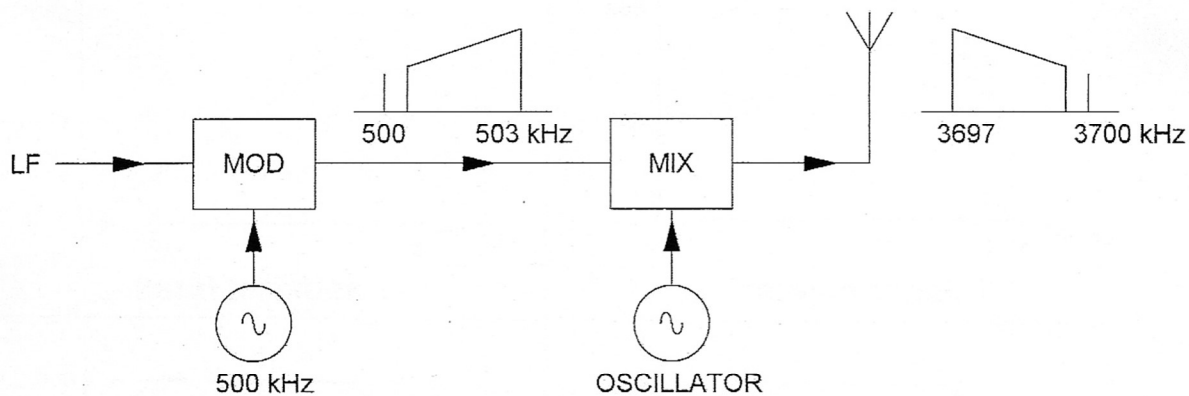 500
503 kHz
3697
3700 kHz
LF
MOD
MIX
500 kHz
OSCILLATOR